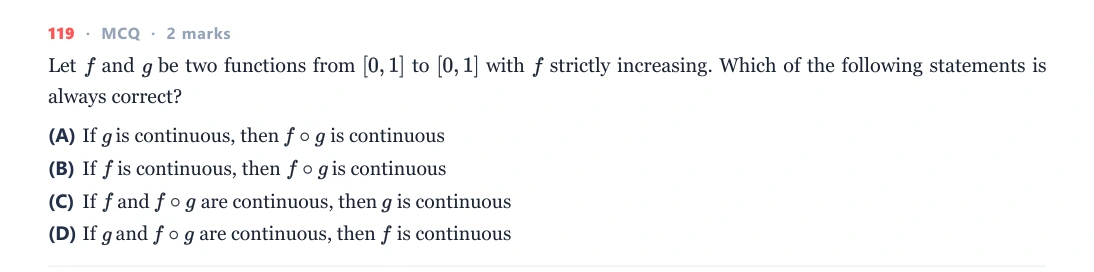 119 · MCQ · 2 marks
Let f and g be two functions from [0, 1] to [0, 1] with f strictly increasing. Which of the following statements is
always correct?
(A) If g is continuous, then f ∘ g is continuous
(B) If f is continuous, then f ∘ g is continuous
(C) If f and f ∘ g are continuous, then g is continuous
(D) If g and f ∘ g are continuous, then f is continuous